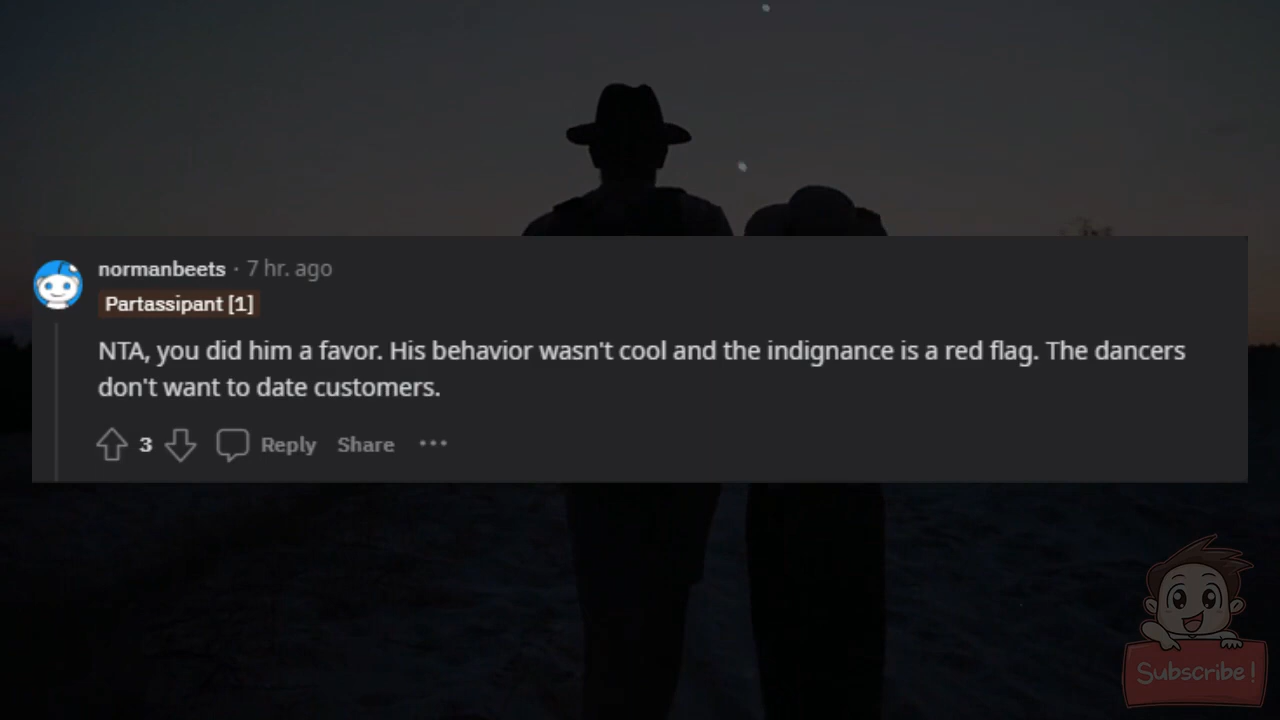 normanbeets · 7 hr. ago
Partassipant [1]
NTA, you did him a favor. His behavior wasn't cool and the indignance is a red flag. The dancers
don't want to date customers.
3 Reply Share ···
Subscribe!